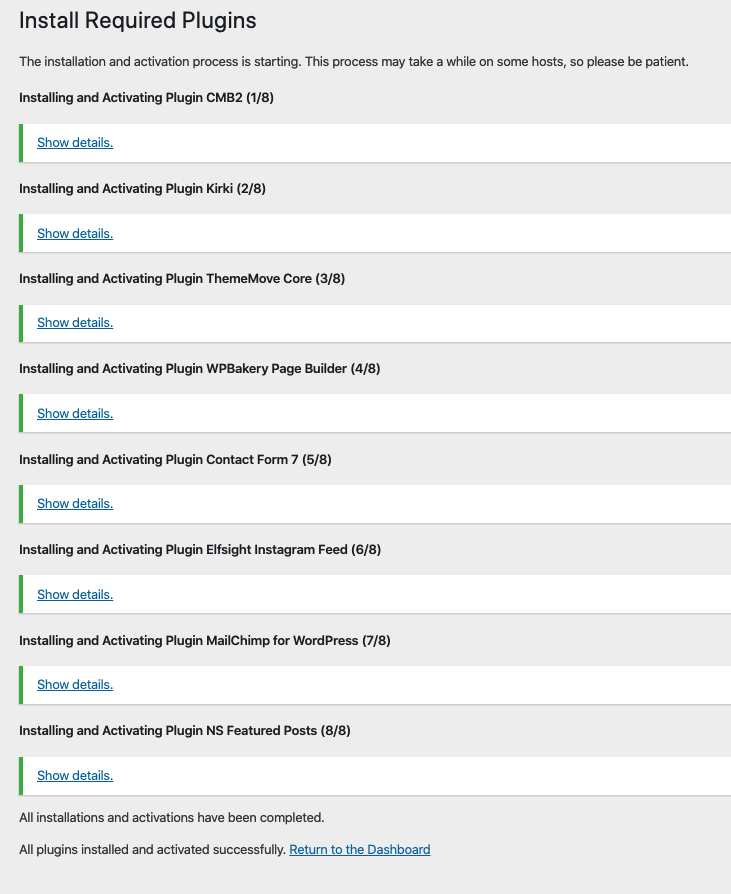 Install Required Plugins
The installation and activation process is starting. This process may take a while on some hosts, so please be patient.
Installing and Activating Plugin CMB2 (1/8)
Show details.
Installing and Activating Plugin Kirki (2/8)
Show details.
Installing and Activating Plugin ThemeMove Core (3/8)
Show details.
Installing and Activating Plugin WPBakery Page Builder (4/8)
Show details.
Installing and Activating Plugin Contact Form 7 (5/8)
Show details.
Installing and Activating Plugin Elfsight Instagram Feed (6/8)
Show details.
Installing and Activating Plugin MailChimp for WordPress (7/8)
Show details.
Installing and Activating Plugin NS Featured Posts (8/8)
Show details.
All installations and activations have been completed.
All plugins installed and activated successfully. Return to the Dashboard